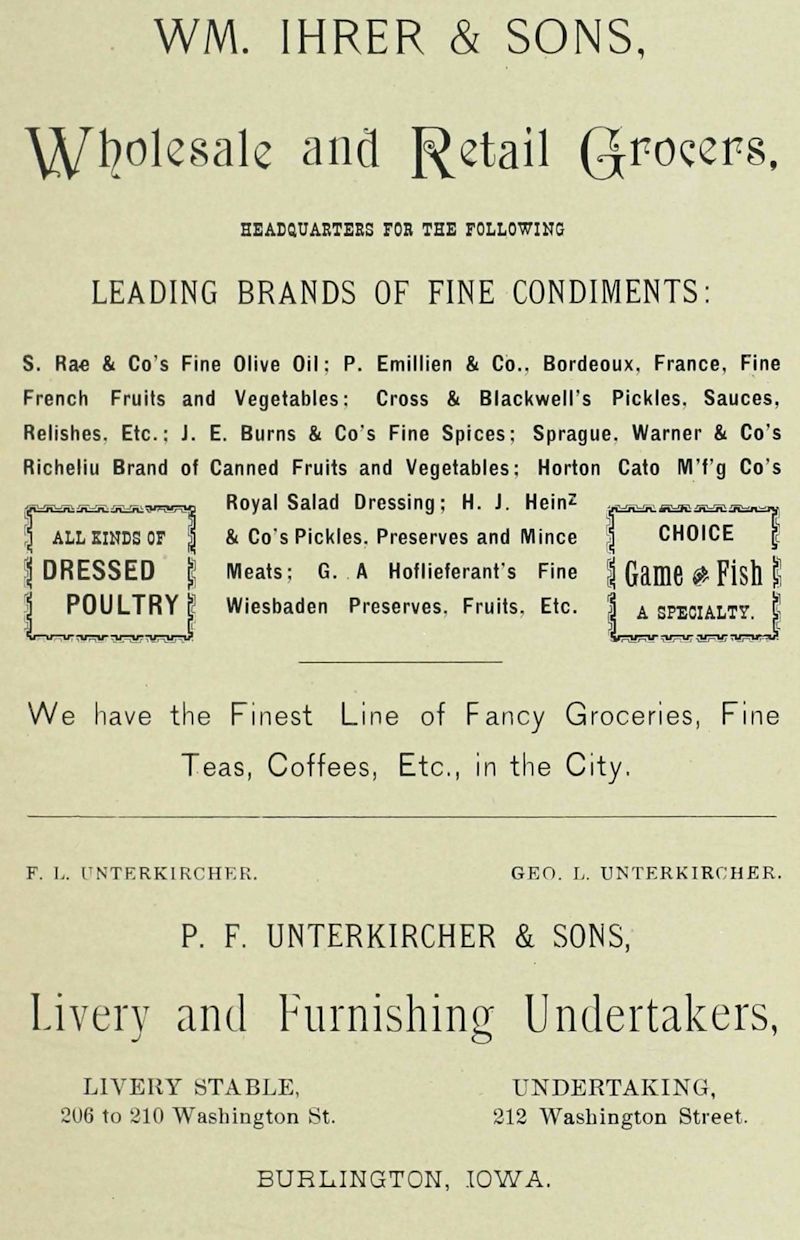 WM. IHRER & SONS,
Wholesale and Retail Grocers,
HEADQUARTERS FOR THE FOLLOWING
LEADING BRANDS OF FINE CONDIMENTS:
S. Rae & Co's Fine Olive Oil; P. Emillien & Co., Bordeoux, France, Fine
French Fruits and Vegetables; Cross & Blackwell's Pickles, Sauces,
Relishes, Etc.; J. E. Burns & Co's Fine Spices; Sprague, Warner & Co's
Richeliu Brand of Canned Fruits and Vegetables; Horton Cato M'f'g Co's
Royal Salad Dressing; H. J. Heinz
& Co's Pickles, Preserves and Mince
Meats; G. A Hoflieferant's Fine
Wiesbaden Preserves, Fruits, Etc.
ALL KINDS OF
DRESSED
POULTRY
CHOICE
Game & Fish
A SPECIALTY.
We have the Finest Line of Fancy Groceries, Fine
Teas, Coffees, Etc., in the City.
F. L. UNTERKIRCHER. GEO. L. UNTERKIRCHER.
P. F. UNTERKIRCHER & SONS,
Livery and Furnishing Undertakers,
LIVERY STABLE, UNDERTAKING,
206 to 210 Washington St. 212 Washington Street.
BURLINGTON, IOWA.